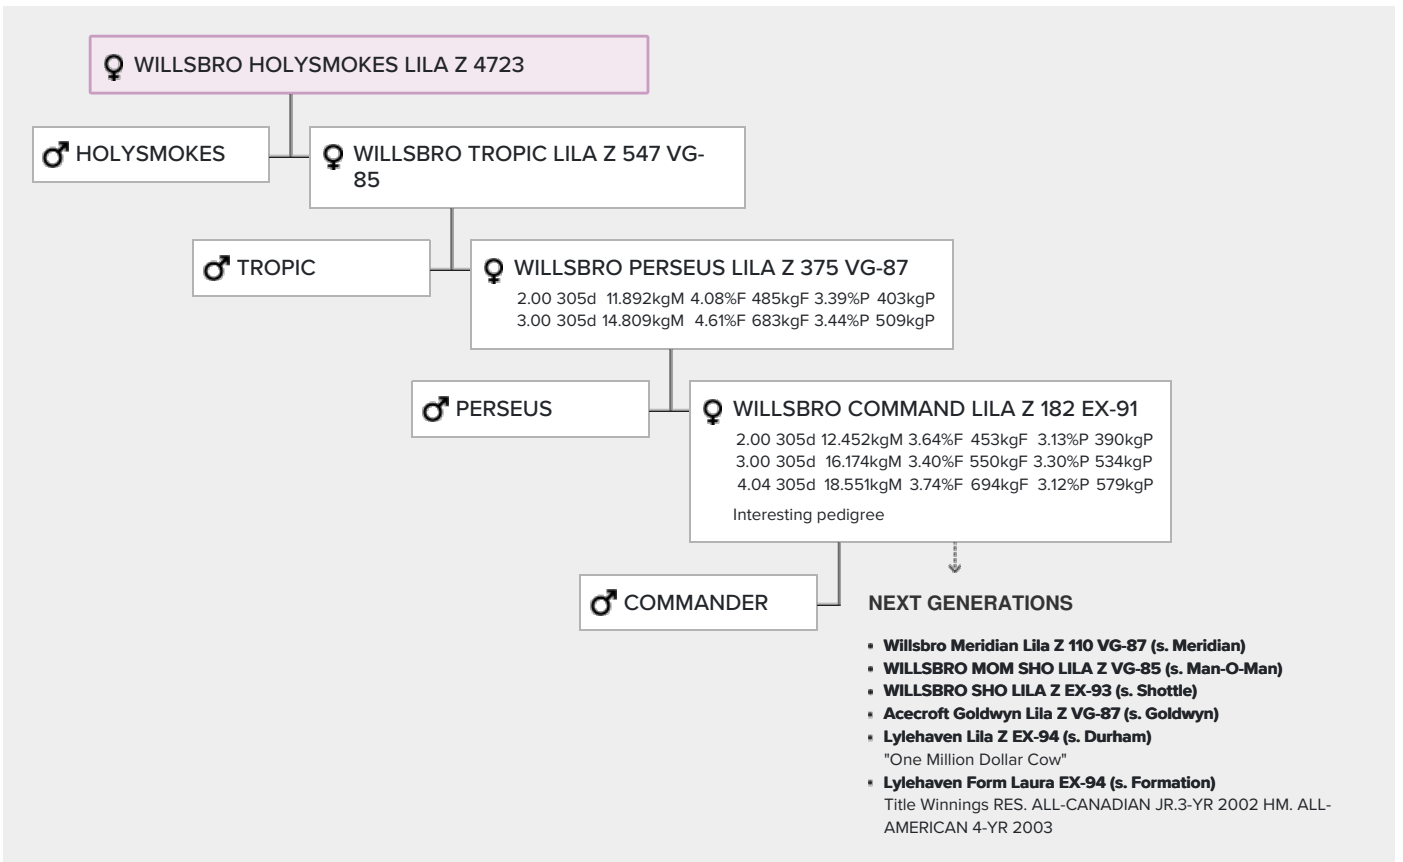 WILLSBRO HOLYSMOKES LILA Z 4723
HOLYSMOKES
WILLSBRO TROPIC LILA Z 547 VG-
85
TROPIC
WILLSBRO PERSEUS LILA Z 375 VG-87
2.00 305d 11.892kgM 4.08%F 485kgF 3.39%P 403kgP
3.00 305d 14.809kgM 4.61%F 683kgF 3.44%P 509kgP
PERSEUS
WILLSBRO COMMAND LILA Z 182 EX-91
2.00 305d 12.452kgM 3.64%F 453kgF 3.13%P 390kgP
3.00 305d 16.174kgM 3.40%F 550kgF 3.30%P 534kgP
4.04 305d 18.551kgM 3.74%F 694kgF 3.12%P 579kgP
Interesting pedigree
COMMANDER
NEXT GENERATIONS
Willsbro Meridian Lila Z 110 VG-87 (s. Meridian)
WILLSBRO MOM SHO LILA Z VG-85 (s. Man-O-Man)
WILLSBRO SHO LILA Z EX-93 (s. Shottle)
Acecroft Goldwyn Lila Z VG-87 (s. Goldwyn)
Lylehaven Lila Z EX-94 (s. Durham)
"One Million Dollar Cow"
Lylehaven Form Laura EX-94 (s. Formation)
Title Winnings RES. ALL-CANADIAN JR.3-YR 2002 HM. ALL-
AMERICAN 4-YR 2003